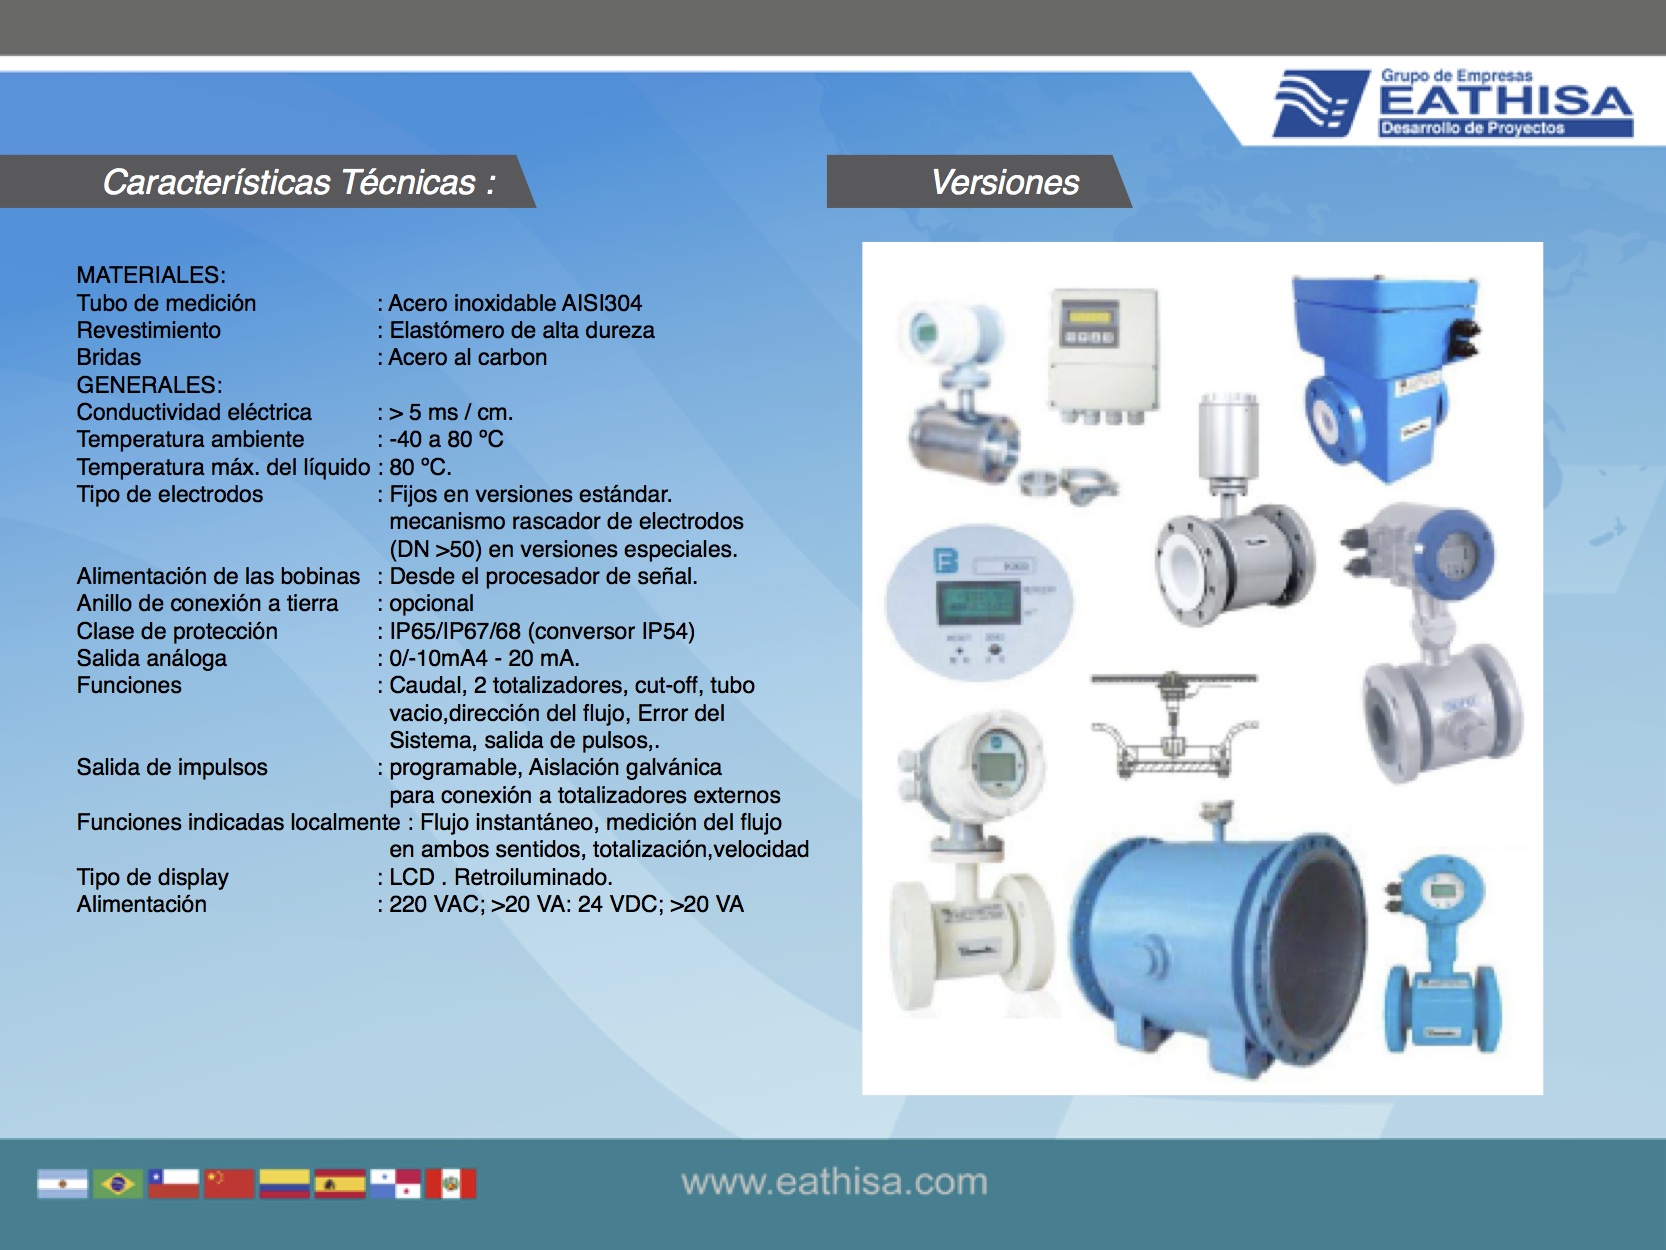 Grupo de Empresas
EATHISA
Desarrollo de Proyectos
Características Técnicas :
Versiones
MATERIALES:
Tubo de medición : Acero inoxidable AISI304
Revestimiento : Elastómero de alta dureza
Bridas : Acero al carbon
GENERALES:
Conductividad eléctrica : > 5 ms / cm.
Temperatura ambiente : -40 a 80 ºC
Temperatura máx. del líquido : 80 ºC.
Tipo de electrodos : Fijos en versiones estándar.
mecanismo rascador de electrodos
(DN >50) en versiones especiales.
Alimentación de las bobinas : Desde el procesador de señal.
Anillo de conexión a tierra : opcional
Clase de protección : IP65/IP67/68 (conversor IP54)
Salida análoga : 0/-10mA4 - 20 mA.
Funciones : Caudal, 2 totalizadores, cut-off, tubo
vacio,dirección del flujo, Error del
Sistema, salida de pulsos,.
Salida de impulsos : programable, Aislación galvánica
para conexión a totalizadores externos
Funciones indicadas localmente : Flujo instantáneo, medición del flujo
en ambos sentidos, totalización,velocidad
Tipo de display : LCD . Retroiluminado.
Alimentación : 220 VAC; >20 VA: 24 VDC; >20 VA
www.eathisa.com